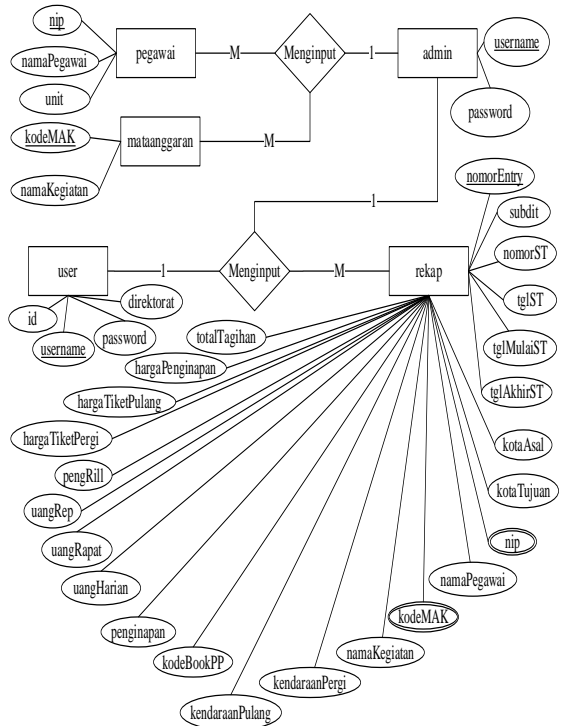 nip
namaPegawai
unit
pegawai
M
Menginput
1
admin
username
password
kodeMAK
namaKegiatan
mataanggaran
M
1
user
1
Menginput
M
rekap
id
username
password
direktorat
nomorEntry
subdit
nomorST
tglST
tglMulaiST
tglAkhirST
kotaAsal
kotaTujuan
nip
namaPegawai
kodeMAK
namaKegiatan
kendaraanPergi
kendaraanPulang
kodeBookPP
penginapan
uangHarian
uangRapat
uangRep
pengRill
hargaTiketPergi
hargaTiketPulang
hargaPenginapan
totalTagihan